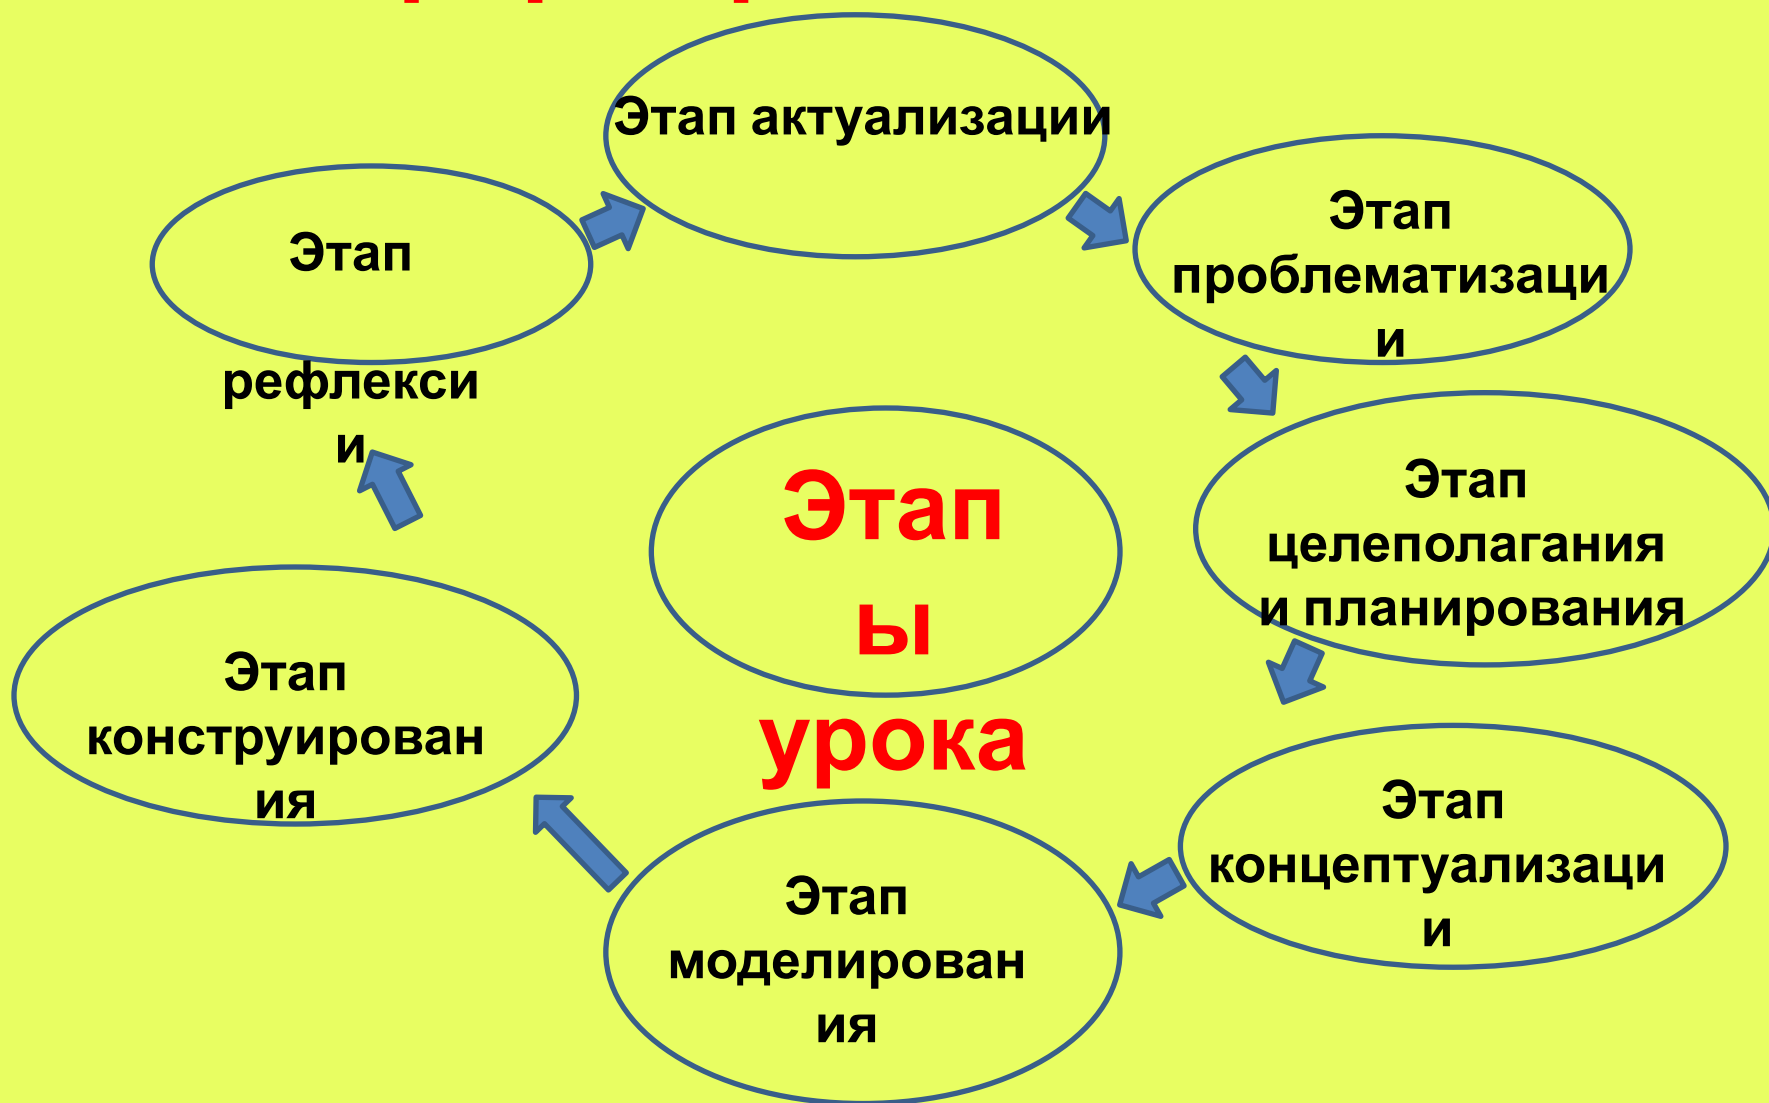 Этап актуализации
Этап
проблематизаци
и
Этап
целеполагания
и планирования
Этап
концептуализаци
и
Этап
моделирован
ия
Этап
конструирован
ия
Этап
рефлекси
и
Этап
ы
урока